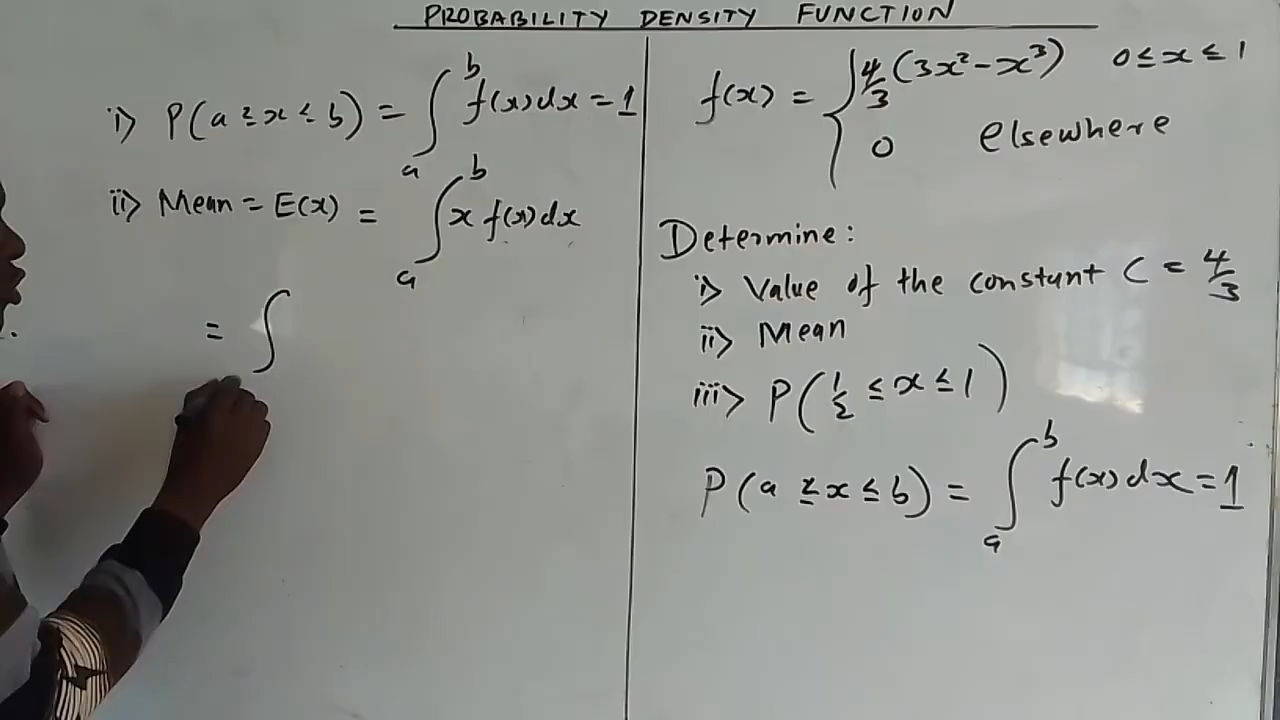 PROBABILITY DENSITY FUNCTION
i> P(a ≥ x ≤ b) = ∫_a^b f(x)dx = 1
ii> Mean = E(x) = ∫_a^b x f(x)dx
= ∫
f(x) = { 4/3 (3x² - x³) 0 ≤ x ≤ 1
0 elsewhere
Determine:
i> Value of the constant C = 4/3
ii> Mean
iii> P(1/2 ≤ x ≤ 1)
P(a ≥ x ≤ b) = ∫_a^b f(x)dx = 1